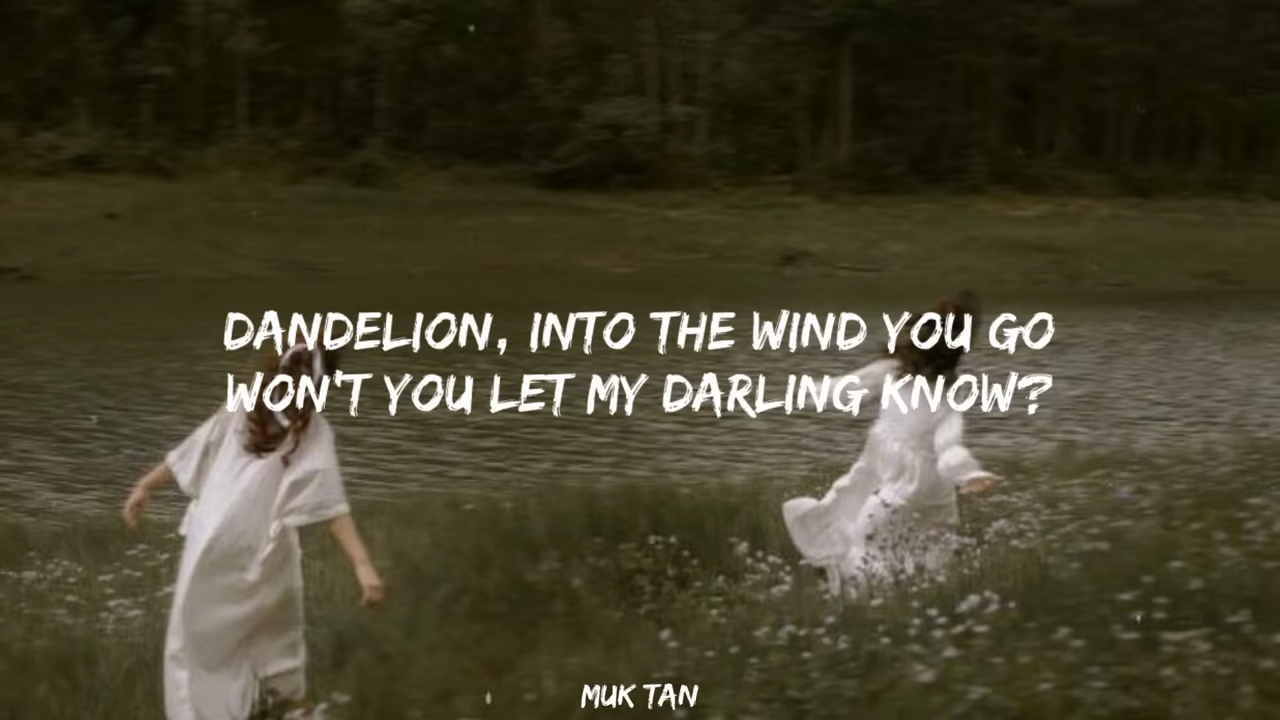 DANDELION, INTO THE WIND YOU GO
WON'T YOU LET MY DARLING KNOW?
MUK TAN